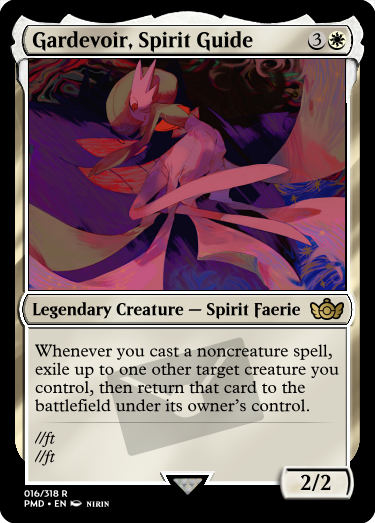 Gardevoir, Spirit Guide 3
Legendary Creature — Spirit Faerie
Whenever you cast a noncreature spell,
exile up to one other target creature you
control, then return that card to the
battlefield under its owner's control.
//ft
//ft
2/2
016/318 R
PMD • EN NIRIN